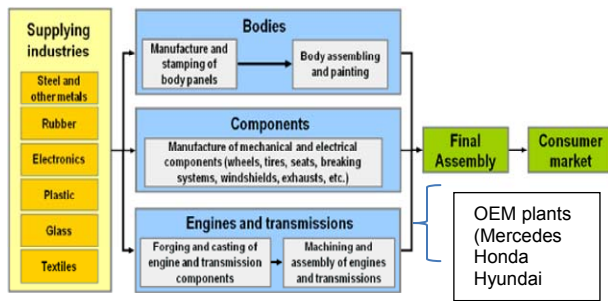 Supplying
industries
Steel and
other metals
Rubber
Electronics
Plastic
Glass
Textiles
Bodies
Manufacture and
stamping of
body panels
Body assembling
and painting
Components
Manufacture of mechanical and electrical
components (wheels, tires, seats, breaking
systems, windshields, exhausts, etc.)
Engines and transmissions
Forging and casting of
engine and transmission
components
Machining and
assembly of engines
and transmissions
Final
Assembly
Consumer
market
OEM plants
(Mercedes
Honda
Hyundai